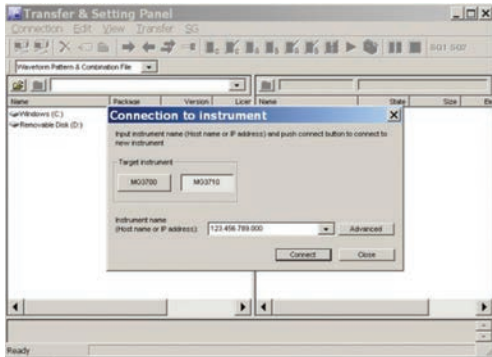 Transfer & Setting Panel
Connection Edit View Transfer SG
SG1 SG2
Waveform Pattern & Combination File
Name Package Version Name State Size
Windows (C:)
Removable Disk (D:)
Connection to instrument
Input instrument name (Host name or IP address) and push connect button to connect to
new instrument
Target instrument
MG3700 MG3710
Instrument name
(Host name or IP address): 123.456.789.000 Advanced
Connect Close
Ready